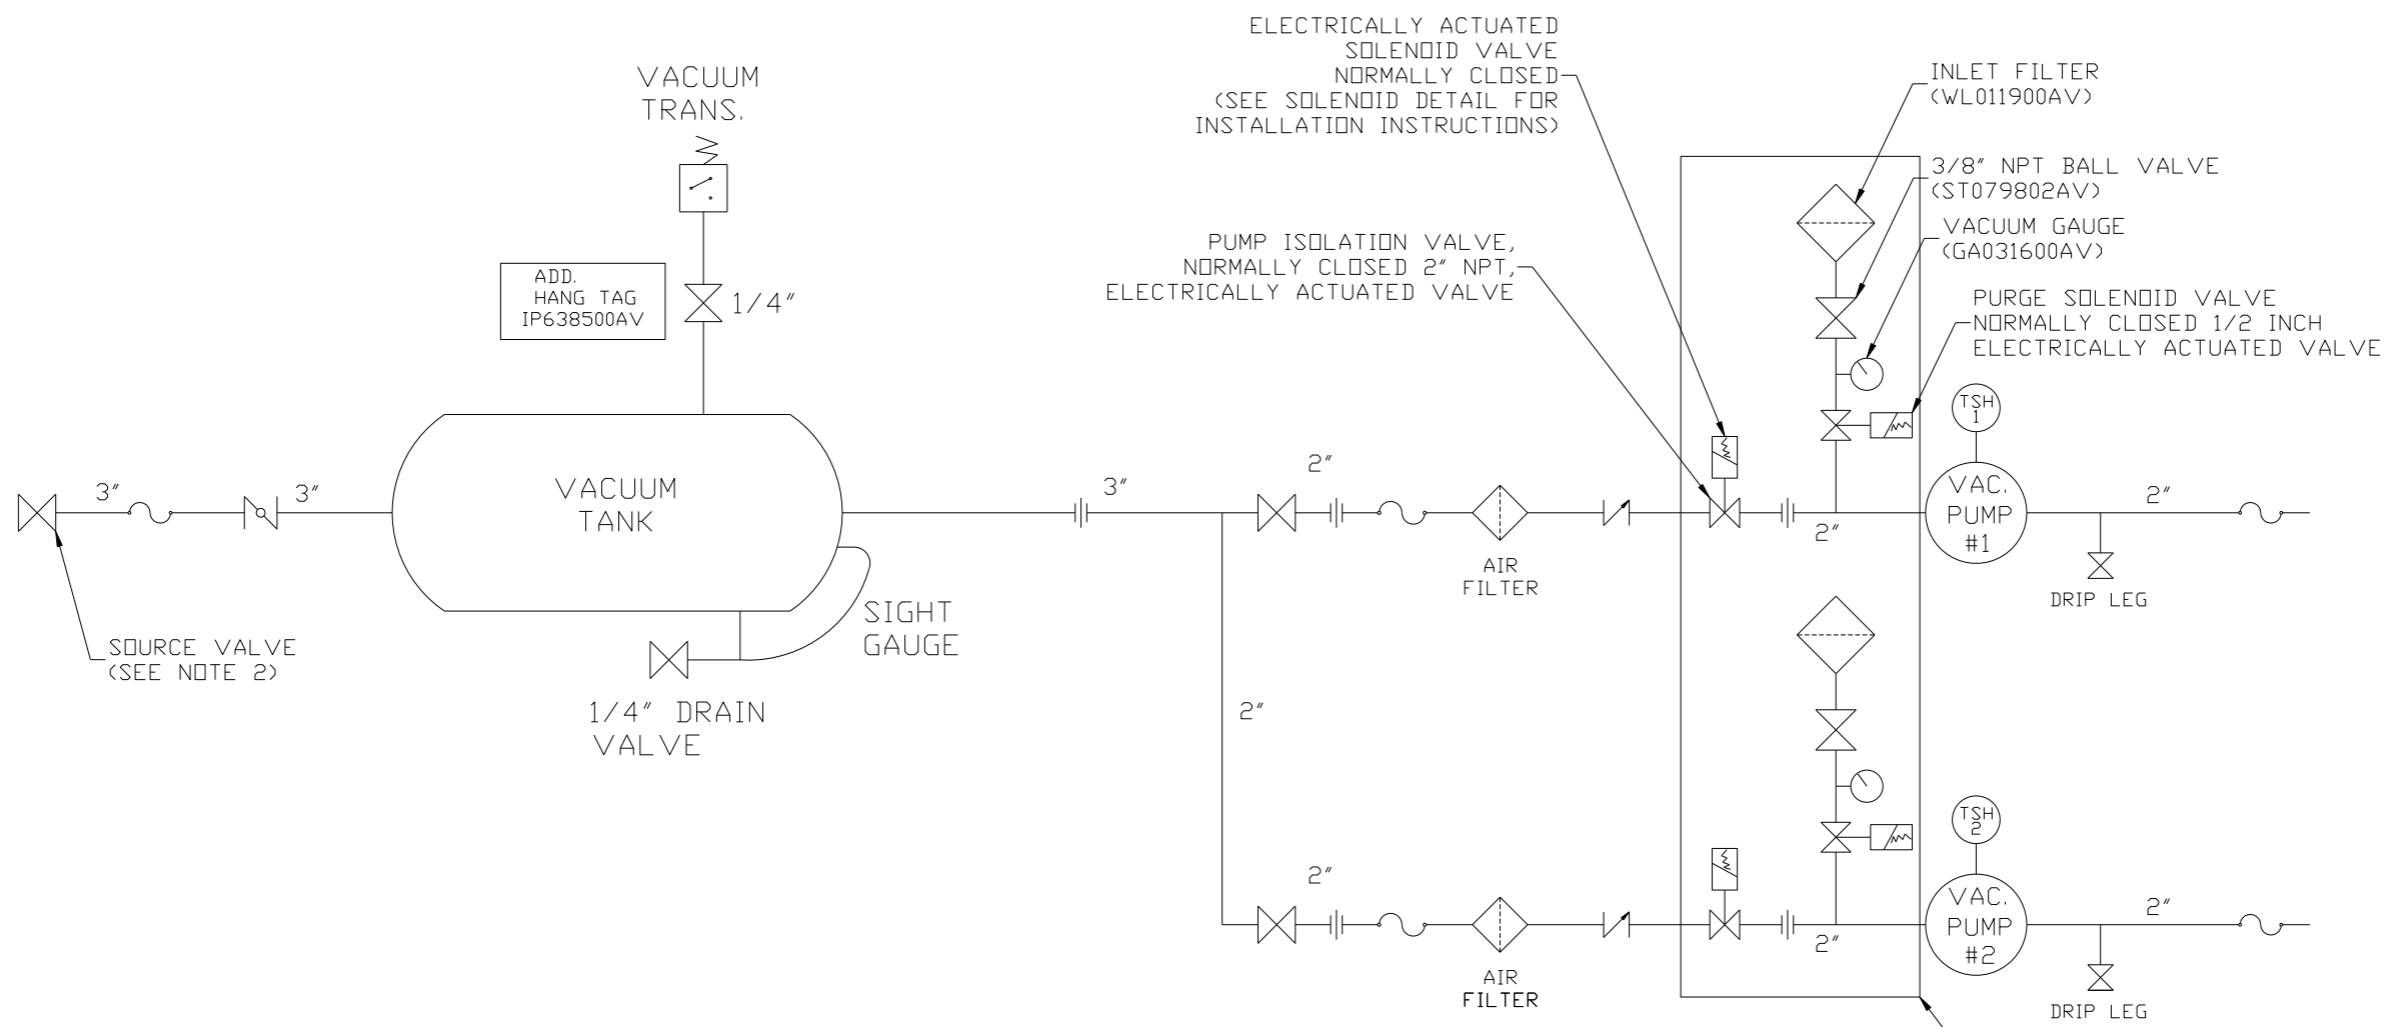 ELECTRICALLY ACTUATED
SOLENOID VALVE
NORMALLY CLOSED
(SEE SOLENOID DETAIL FOR
INSTALLATION INSTRUCTIONS)
VACUUM
TRANS.
INLET FILTER
(WL011900AV)
3/8" NPT BALL VALVE
(ST079802AV)
VACUUM GAUGE
(GA031600AV)
PUMP ISOLATION VALVE,
NORMALLY CLOSED 2" NPT,
ELECTRICALLY ACTUATED VALVE
ADD.
HANG TAG
IP638500AV
1/4"
PURGE SOLENOID VALVE
NORMALLY CLOSED 1/2 INCH
ELECTRICALLY ACTUATED VALVE
TSH
1
3"
3"
VACUUM
TANK
3"
2"
2"
VAC.
PUMP
#1
2"
AIR
FILTER
DRIP LEG
SOURCE VALVE
(SEE NOTE 2)
SIGHT
GAUGE
1/4" DRAIN
VALVE
2"
TSH
2
2"
2"
VAC.
PUMP
#2
2"
AIR
FILTER
DRIP LEG